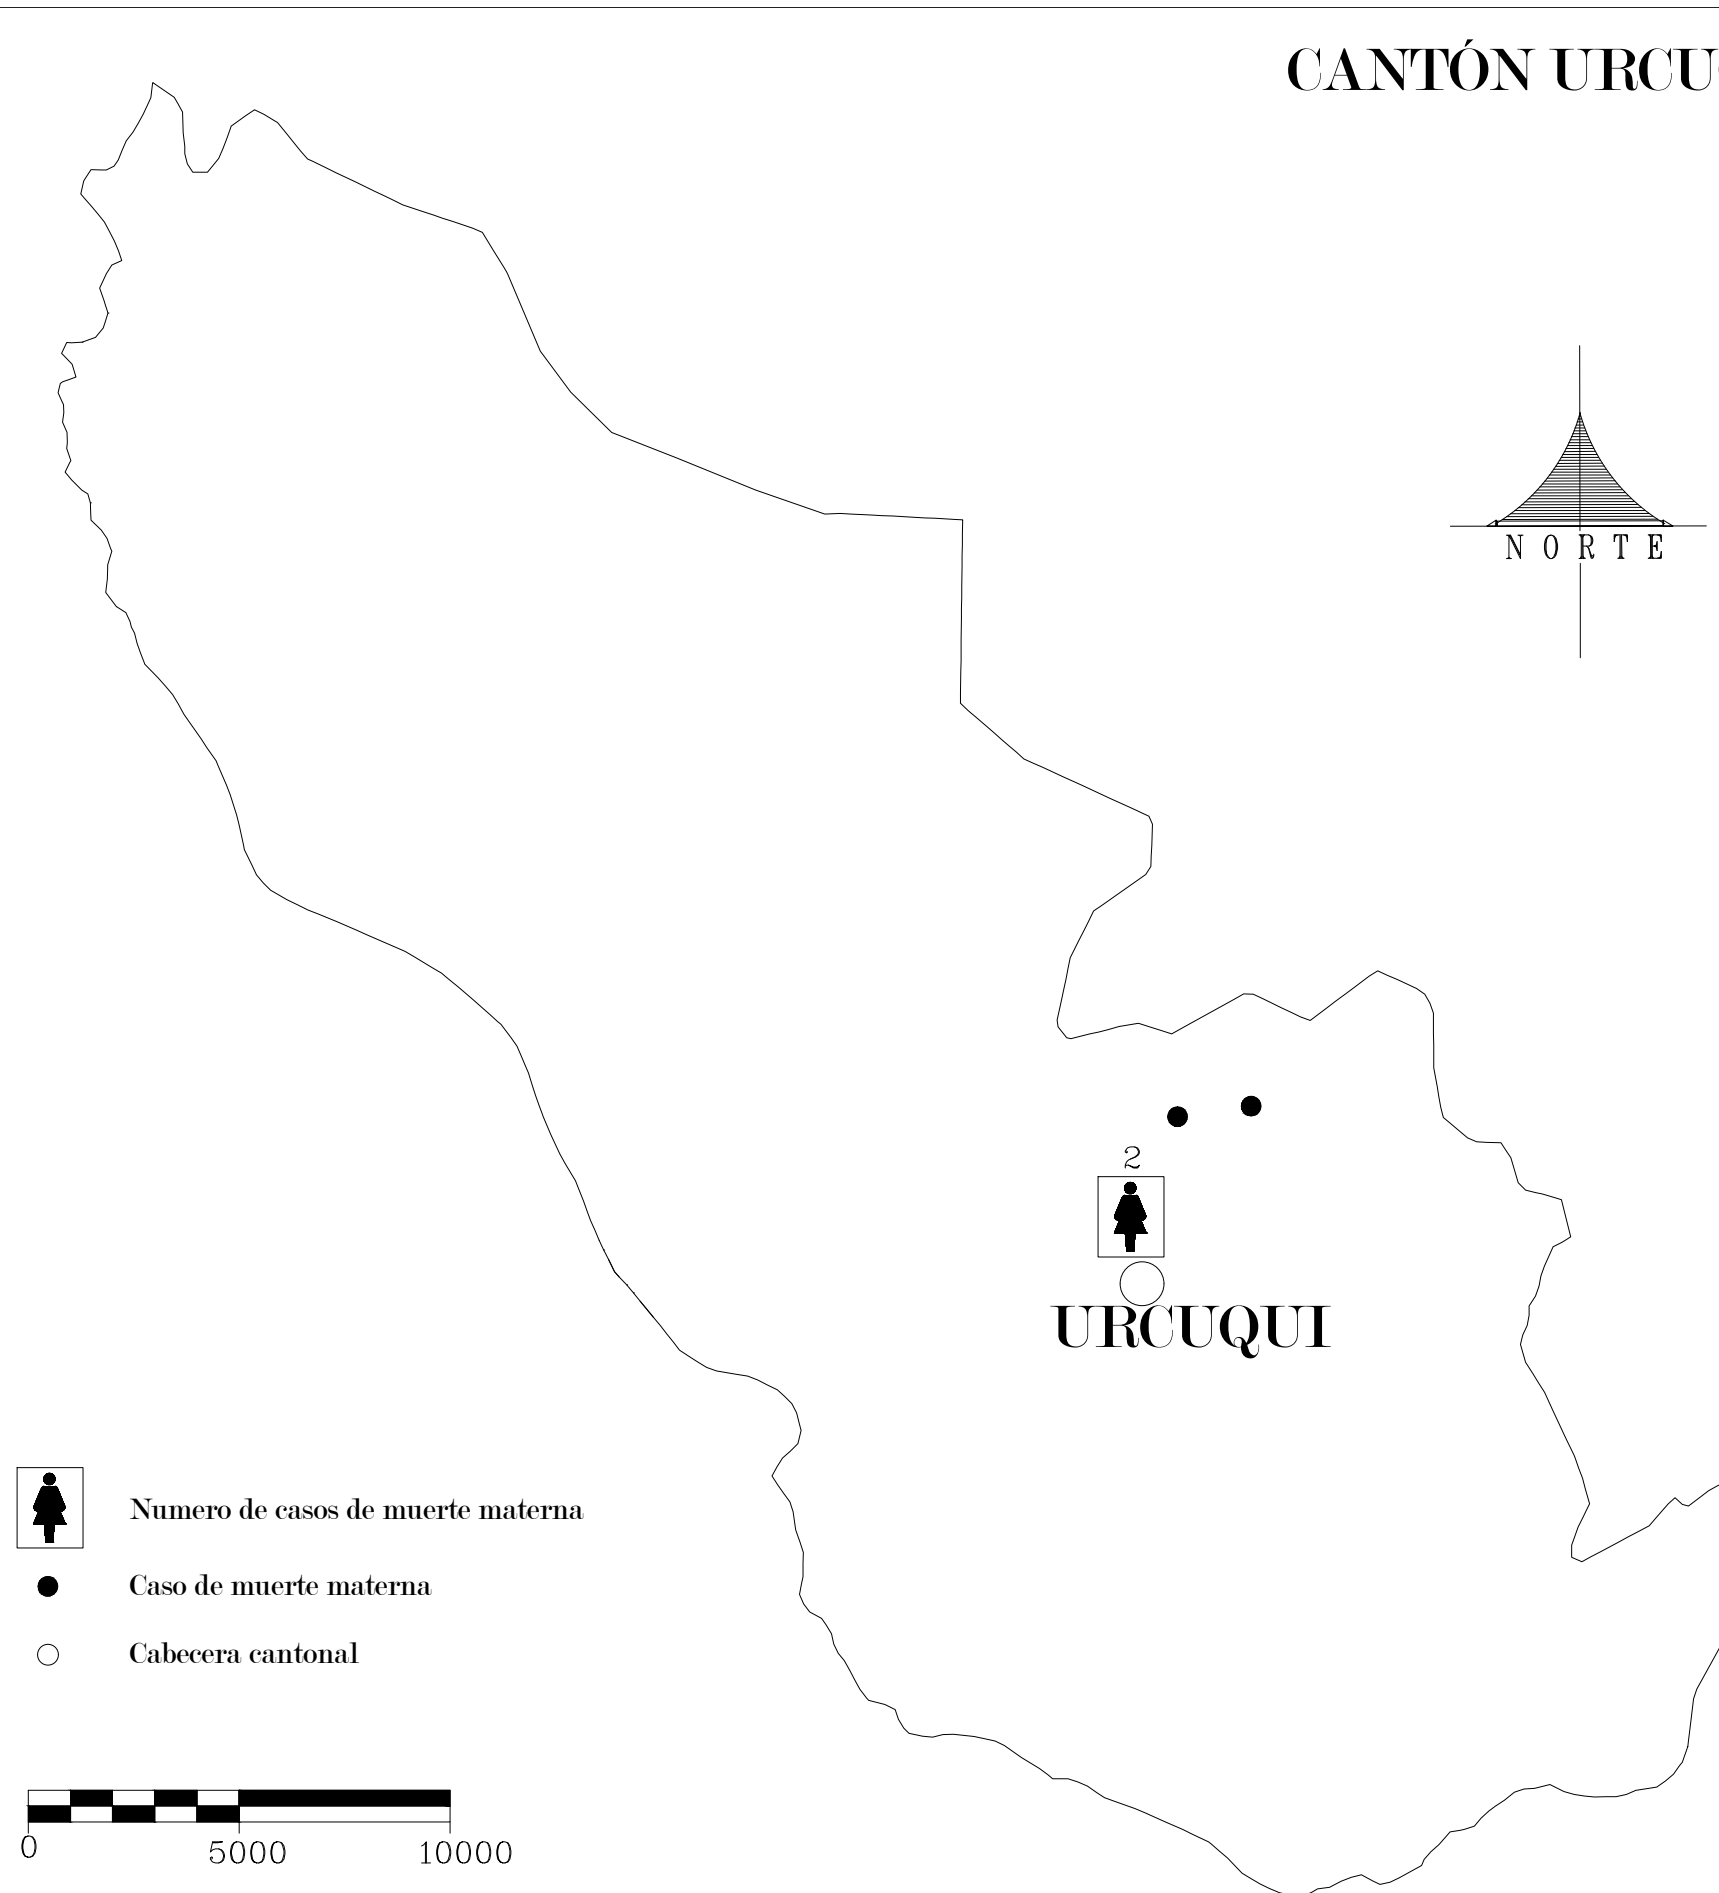 CANTÓN URCU
NORTE
2
URCUQUI
Numero de casos de muerte materna
Caso de muerte materna
Cabecera cantonal
0 5000 10000